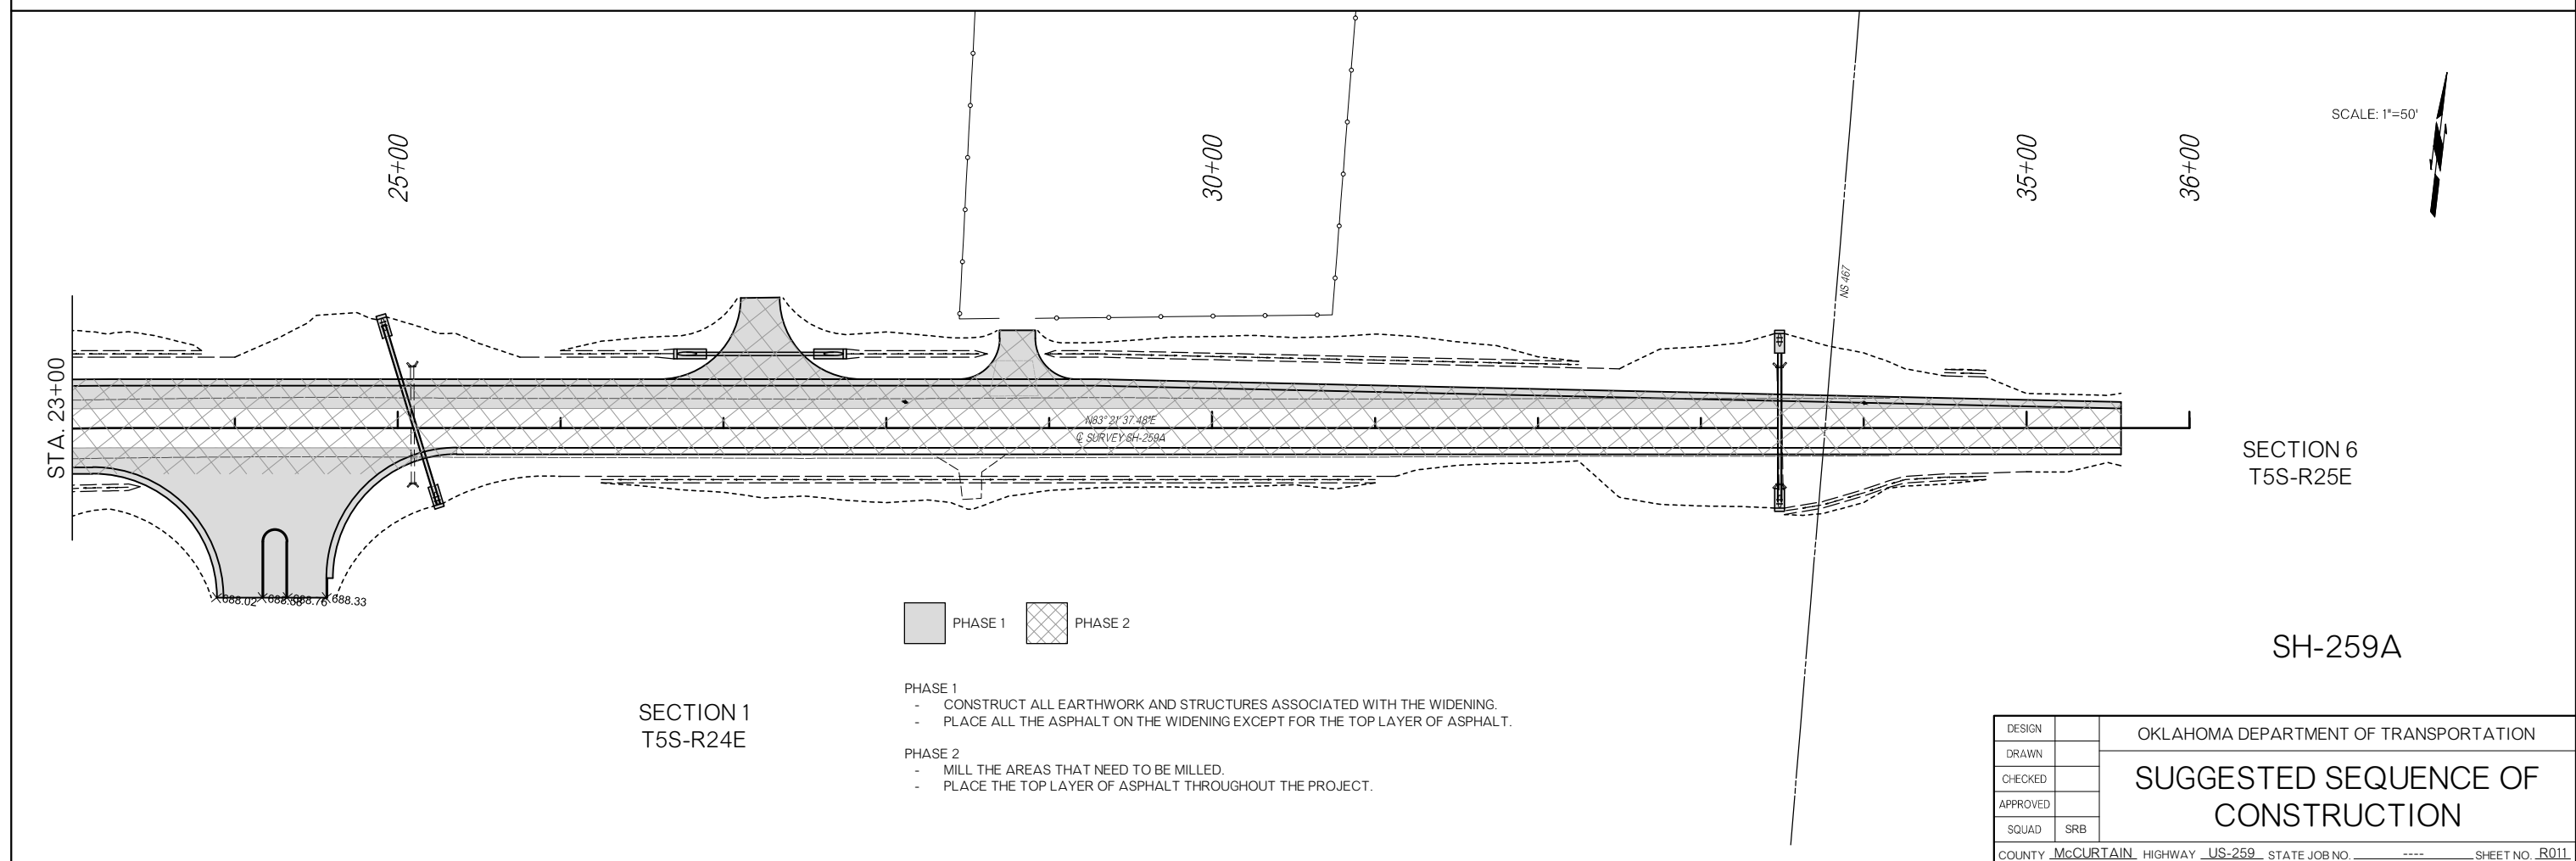 SCALE: 1"=50'
25+00
30+00
35+00
36+00
NS 467
STA. 23+00
N83° 21' 37.48"E
℄ SURVEY SH-259A
SECTION 6
T5S-R25E
688.02
688.33
PHASE 1
PHASE 2
SH-259A
SECTION 1
T5S-R24E
PHASE 1
- CONSTRUCT ALL EARTHWORK AND STRUCTURES ASSOCIATED WITH THE WIDENING.
- PLACE ALL THE ASPHALT ON THE WIDENING EXCEPT FOR THE TOP LAYER OF ASPHALT.
PHASE 2
- MILL THE AREAS THAT NEED TO BE MILLED.
- PLACE THE TOP LAYER OF ASPHALT THROUGHOUT THE PROJECT.
DESIGN
DRAWN
CHECKED
APPROVED
SQUAD SRB
OKLAHOMA DEPARTMENT OF TRANSPORTATION
SUGGESTED SEQUENCE OF
CONSTRUCTION
COUNTY McCURTAIN HIGHWAY US-259 STATE JOB NO. ---- SHEET NO. R011